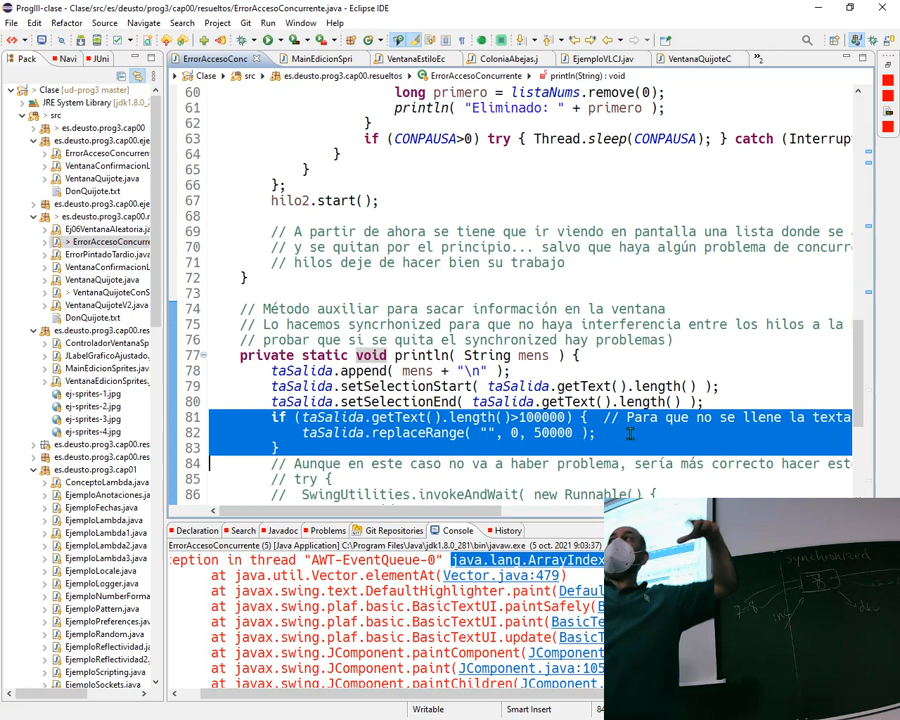 ProgIII-clase - Clase/src/es/deusto/prog3/cap00/resueltos/ErrorAccesoConcurrente.java - Eclipse IDE
File Edit Source Refactor Navigate Search Project Git Run Window Help
Pack Navi JUni
ErrorAccesoConc MainEdicionSpri VentanaEstiloEc ColoniaAbejas.j EjemploVLCJ.jav VentanaQuijoteC
Clase src es.deusto.prog3.cap00.resueltos ErrorAccesoConcurrente println(String) : void
Clase (ud-prog3 master)
JRE System Library [jdk1.8.0_
src
es.deusto.prog3.cap00
es.deusto.prog3.cap00.eje
ErrorAccesoConcurren
VentanaConfirmacionL
VentanaQuijote.java
DonQuijote.txt
es.deusto.prog3.cap00.eje
es.deusto.prog3.cap00.re
Ej06VentanaAleatoria.ja
ErrorAccesoConcurre
ErrorPintadoTardio.java
VentanaConfirmacionL
VentanaQuijote.java
VentanaQuijoteConS
VentanaQuijoteV2.java
DonQuijote.txt
es.deusto.prog3.cap00.res
ControladorVentanaSp
JLabelGraficoAjustado.
MainEdicionSprites.java
VentanaEdicionSprites.
ej-sprites-1.jpg
ej-sprites-2.jpg
ej-sprites-3.jpg
ej-sprites-4.jpg
es.deusto.prog3.cap01
ConceptoLambda.java
EjemploAnotaciones.jav
EjemploFechas.java
EjemploLambda.java
EjemploLambda2.java
EjemploLambda3.java
EjemploLocale.java
EjemploLogger.java
EjemploNumberForma
EjemploPattern.java
EjemploPreferences.java
EjemploRandom.java
EjemploReflectividad.java
EjemploReflectividad2.
EjemploScripting.java
EjemploSockets.java
60 long primero = listaNums.remove(0);
61 println( "Eliminado: " + primero );
62 }
63 if (CONPAUSA>0) try { Thread.sleep(CONPAUSA); } catch (Interrupt
64 }
65 }
66 };
67 hilo2.start();
68
69 // A partir de ahora se tiene que ir viendo en pantalla una lista donde se a
70 // y se quitan por el principio... salvo que haya algún problema de concurre
71 // hilos deje de hacer bien su trabajo
72 }
73
74 // Método auxiliar para sacar información en la ventana
75 // Lo hacemos syncrhonized para que no haya interferencia entre los hilos a la
76 // probar que si se quita el synchronized hay problemas)
77 private static void println( String mens ) {
78 taSalida.append( mens + "\n" );
79 taSalida.setSelectionStart( taSalida.getText().length() );
80 taSalida.setSelectionEnd( taSalida.getText().length() );
81 if (taSalida.getText().length()>100000) { // Para que no se llene la texta
82 taSalida.replaceRange( "", 0, 50000 );
83 }
84 // Aunque en este caso no va a haber problema, sería más correcto hacer est
85 // try {
86 // SwingUtilities.invokeAndWait( new Runnable() {
Declaration Search Javadoc Problems Git Repositories Console History
ErrorAccesoConcurrente (5) [Java Application] C:\Program Files\Java\jdk1.8.0_281\bin\javaw.exe (5 oct. 2021 9:03:37)
ception in thread "AWT-EventQueue-0" java.lang.ArrayIndex
at java.util.Vector.elementAt(Vector.java:479)
at javax.swing.text.DefaultHighlighter.paint(Defaul
at javax.swing.plaf.basic.BasicTextUI.paintSafely(B
at javax.swing.plaf.basic.BasicTextUI.paint(BasicTe
at javax.swing.plaf.basic.BasicTextUI.update(BasicT
at javax.swing.JComponent.paintComponent(JComponent
at javax.swing.JComponent.paint(JComponent.java:105
at javax.swing.JComponent.paintChildren(JComponent.
synchronized
Writable Smart Insert 84